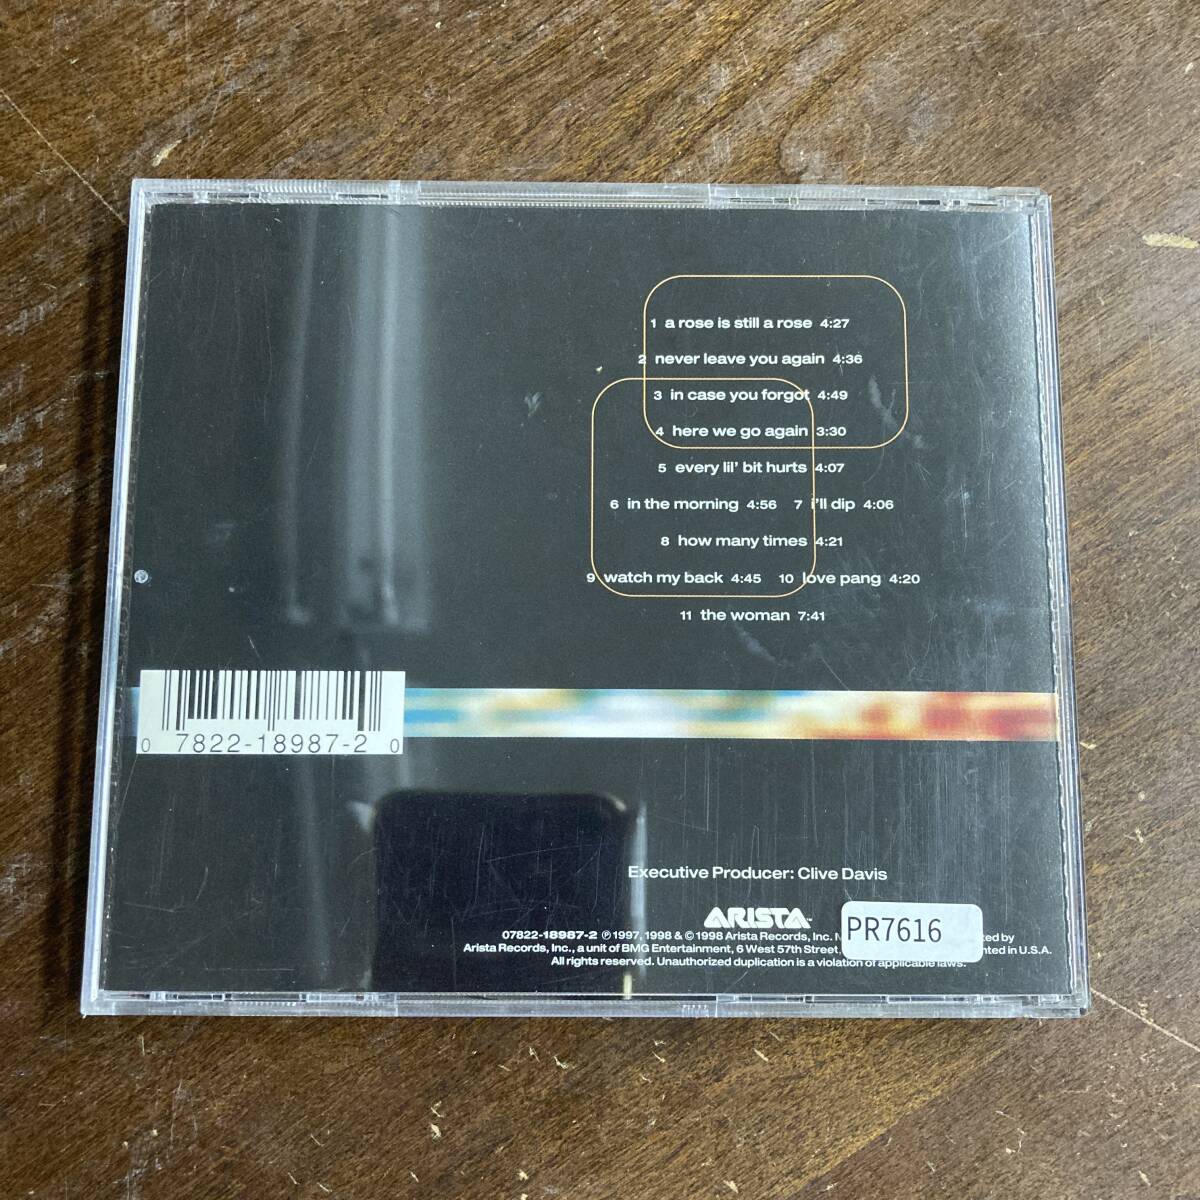 1 a rose is still a rose 4:27
2 never leave you again 4:36
3 in case you forgot 4:49
4 here we go again 3:30
5 every lil' bit hurts 4:07
6 in the morning 4:56 7 i'll dip 4:06
8 how many times 4:21
9 watch my back 4:45 10 love pang 4:20
11 the woman 7:41
0 7822-18987-2 0
Executive Producer: Clive Davis
ARISTA™
PR7616
07822-18987-2 ℗ 1997, 1998 & © 1998 Arista Records, Inc.
Arista Records, Inc., a unit of BMG Entertainment, 6 West 57th Street, in U.S.A.
All rights reserved. Unauthorized duplication is a violation of applicable laws.